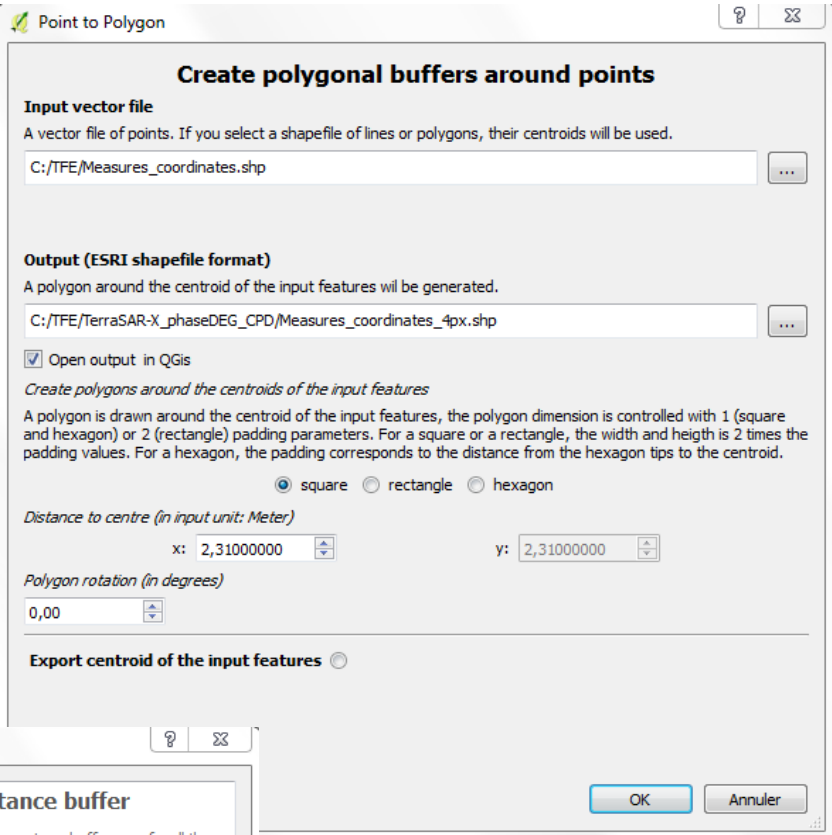 Point to Polygon
Create polygonal buffers around points
Input vector file
A vector file of points. If you select a shapefile of lines or polygons, their centroids will be used.
C:/TFE/Measures_coordinates.shp
...
Output (ESRI shapefile format)
A polygon around the centroid of the input features wil be generated.
C:/TFE/TerraSAR-X_phaseDEG_CPD/Measures_coordinates_4px.shp
...
Open output in QGis
Create polygons around the centroids of the input features
A polygon is drawn around the centroid of the input features, the polygon dimension is controlled with 1 (square
and hexagon) or 2 (rectangle) padding parameters. For a square or a rectangle, the width and heigth is 2 times the
padding values. For a hexagon, the padding corresponds to the distance from the hexagon tips to the centroid.
square rectangle hexagon
Distance to centre (in input unit: Meter)
x: 2,31000000 y: 2,31000000
Polygon rotation (in degrees)
0,00
Export centroid of the input features
tance buffer
OK Annuler